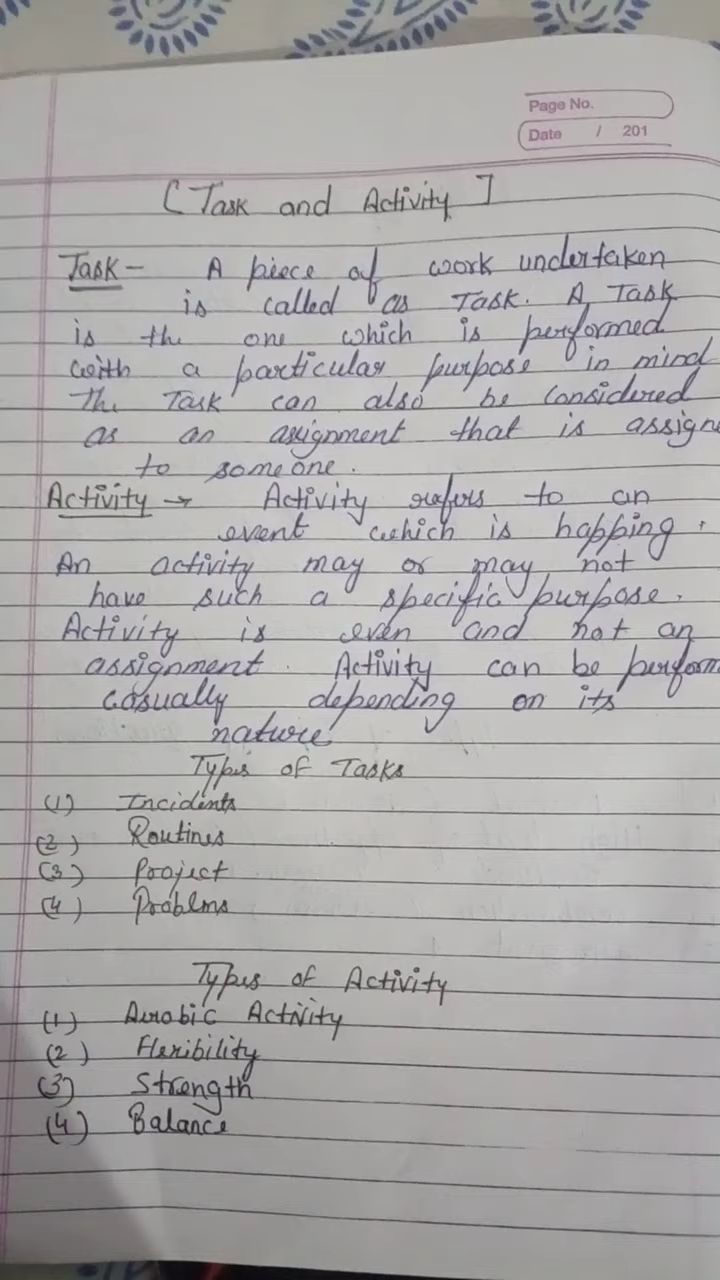 Page No.
Date / 201
[Task and Activity]
Task - A piece of work undertaken
is called as Task. A Task
is the one which is performed
with a particular purpose in mind
The Task can also be considered
as an assignment that is assign
to someone.
Activity → Activity refers to an
event which is happing.
An activity may or may not
have such a specific purpose.
Activity is even and not an
assignment. Activity can be perform
casually depending on its
nature
Types of Tasks
(1) Incidents
(2) Routines
(3) Project
(4) Problms
Types of Activity
(1) Aerobic Activity
(2) Flexibility
(3) Strength
(4) Balance